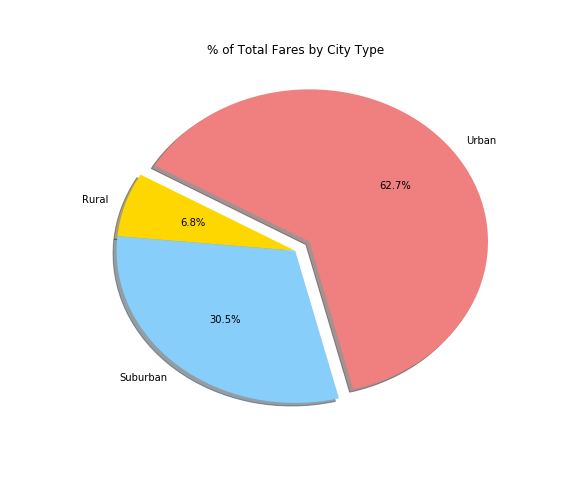 % of Total Fares by City Type
Urban
62.7%
Rural
6.8%
30.5%
Suburban